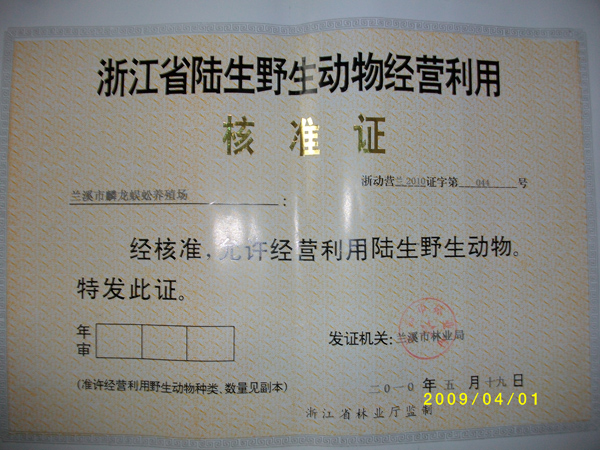 浙江省陆生野生动物经营利用
核准证
浙动营兰2010证字第 044 号
兰溪市麟龙蜈蚣养殖场:
经核准,允许经营利用陆生野生动物。
特发此证。
年审
发证机关:兰溪市林业局
(准许经营利用野生动物种类、数量见副本)
二〇一〇年五月十九日
2009/04/01
浙江省林业厅监制